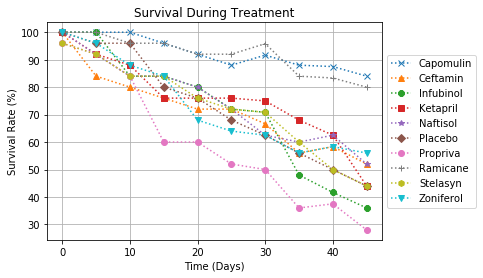 Survival During Treatment
Survival Rate (%)
100
90
80
70
60
50
40
30
0
10
20
30
40
Time (Days)
Capomulin
Ceftamin
Infubinol
Ketapril
Naftisol
Placebo
Propriva
Ramicane
Stelasyn
Zoniferol